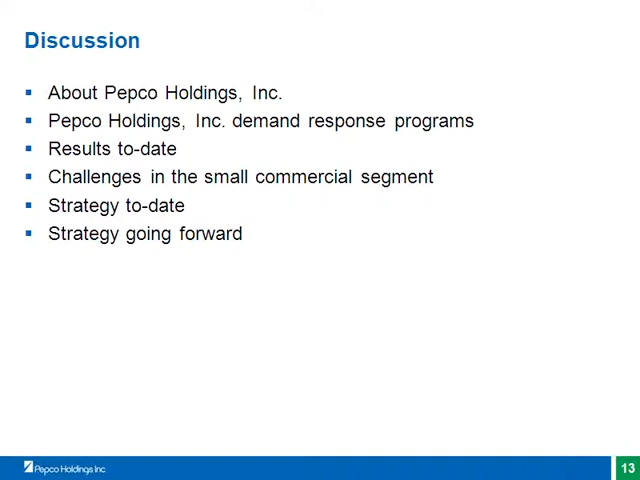 Discussion
About Pepco Holdings, Inc.
Pepco Holdings, Inc. demand response programs
Results to-date
Challenges in the small commercial segment
Strategy to-date
Strategy going forward
Pepco Holdings Inc
13